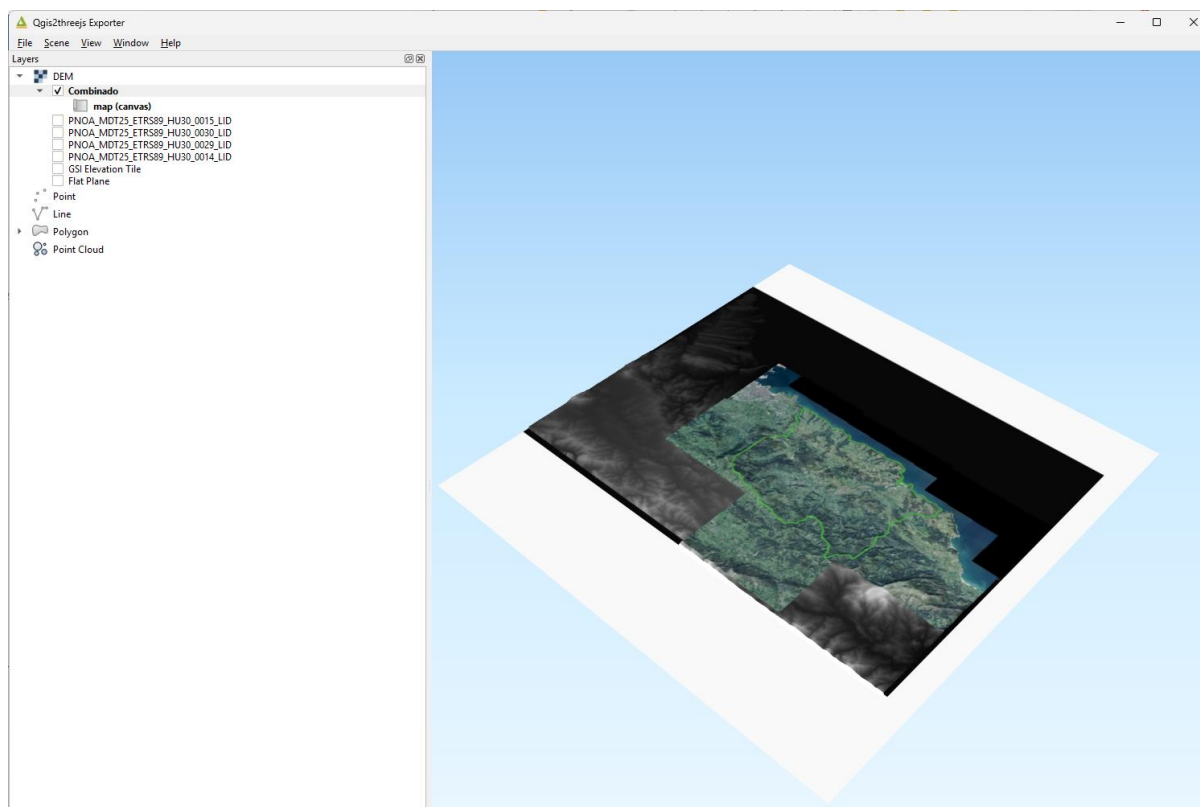 Qgis2threejs Exporter
File Scene View Window Help
Layers
DEM
Combinado
map (canvas)
PNOA_MDT25_ETRS89_HU30_0015_LID
PNOA_MDT25_ETRS89_HU30_0030_LID
PNOA_MDT25_ETRS89_HU30_0029_LID
PNOA_MDT25_ETRS89_HU30_0014_LID
GSI Elevation Tile
Flat Plane
Point
Line
Polygon
Point Cloud